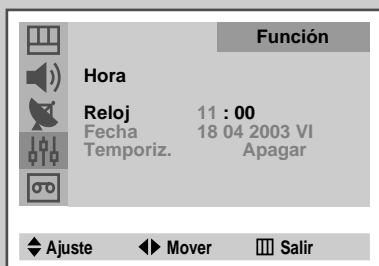 Función
Hora
Reloj 11 : 00
Fecha 18 04 2003 VI
Temporiz. Apagar
Ajuste Mover Salir